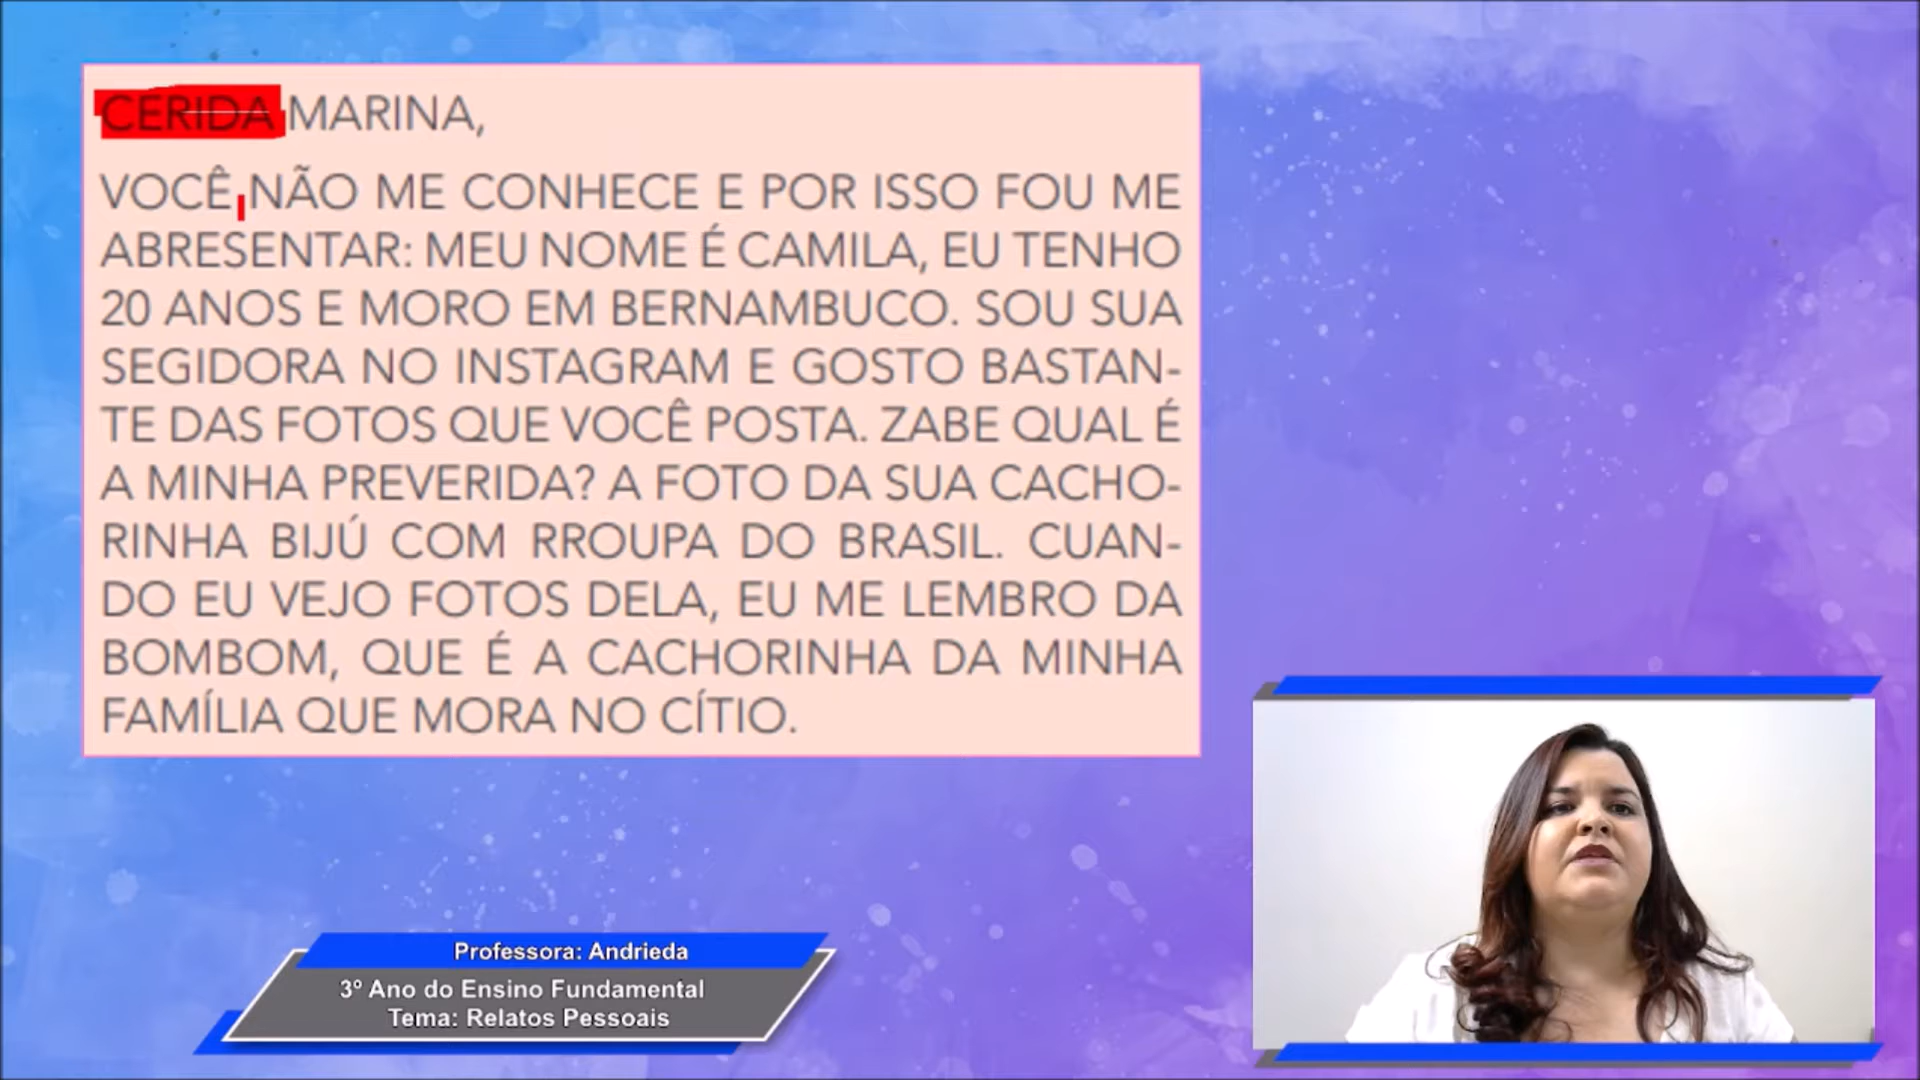 CERIDA MARINA,
VOCÊ NÃO ME CONHECE E POR ISSO FOU ME
ABRESENTAR: MEU NOME É CAMILA, EU TENHO
20 ANOS E MORO EM BERNAMBUCO. SOU SUA
SEGIDORA NO INSTAGRAM E GOSTO BASTAN-
TE DAS FOTOS QUE VOCÊ POSTA. ZABE QUAL É
A MINHA PREVERIDA? A FOTO DA SUA CACHO-
RINHA BIJÚ COM RROUPA DO BRASIL. CUAN-
DO EU VEJO FOTOS DELA, EU ME LEMBRO DA
BOMBOM, QUE É A CACHORINHA DA MINHA
FAMÍLIA QUE MORA NO CÍTIO.
Professora: Andrieda
3º Ano do Ensino Fundamental
Tema: Relatos Pessoais